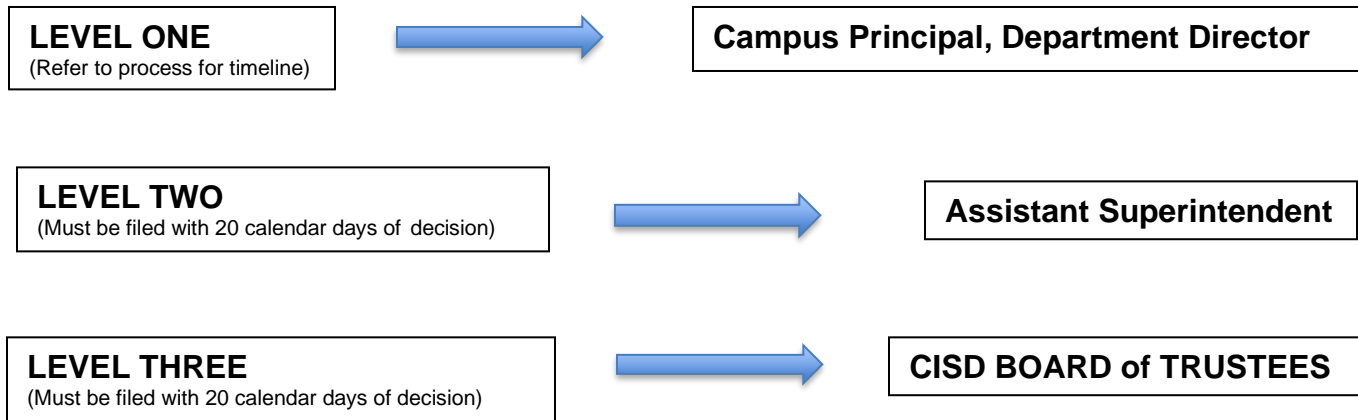 LEVEL ONE
(Refer to process for timeline)
Campus Principal, Department Director
LEVEL TWO
(Must be filed with 20 calendar days of decision)
Assistant Superintendent
LEVEL THREE
(Must be filed with 20 calendar days of decision)
CISD BOARD of TRUSTEES